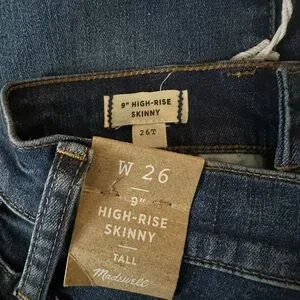 9" HIGH-RISE
SKINNY
26T
W 26
9"
HIGH-RISE
SKINNY
TALL
Madewell